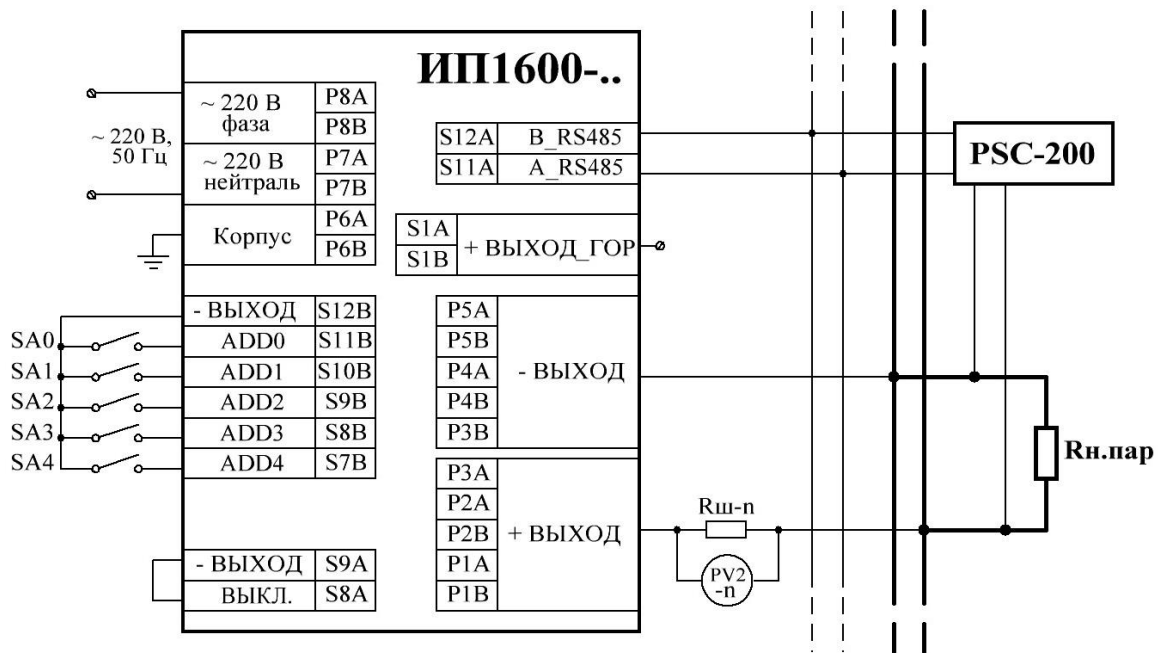 ИП1600-..
~ 220 В, 50 Гц
~ 220 В фаза
P8A
P8B
~ 220 В нейтраль
P7A
P7B
Корпус
P6A
P6B
S12A B_RS485
S11A A_RS485
PSC-200
S1A
S1B
+ ВЫХОД_ГОР
- ВЫХОД S12B
SA0 ADD0 S11B
SA1 ADD1 S10B
SA2 ADD2 S9B
SA3 ADD3 S8B
SA4 ADD4 S7B
P5A
P5B
P4A
P4B
P3B
- ВЫХОД
Rн.пар
P3A
P2A
P2B
P1A
P1B
+ ВЫХОД
Rш-n
PV2
-n
- ВЫХОД S9A
ВЫКЛ. S8A